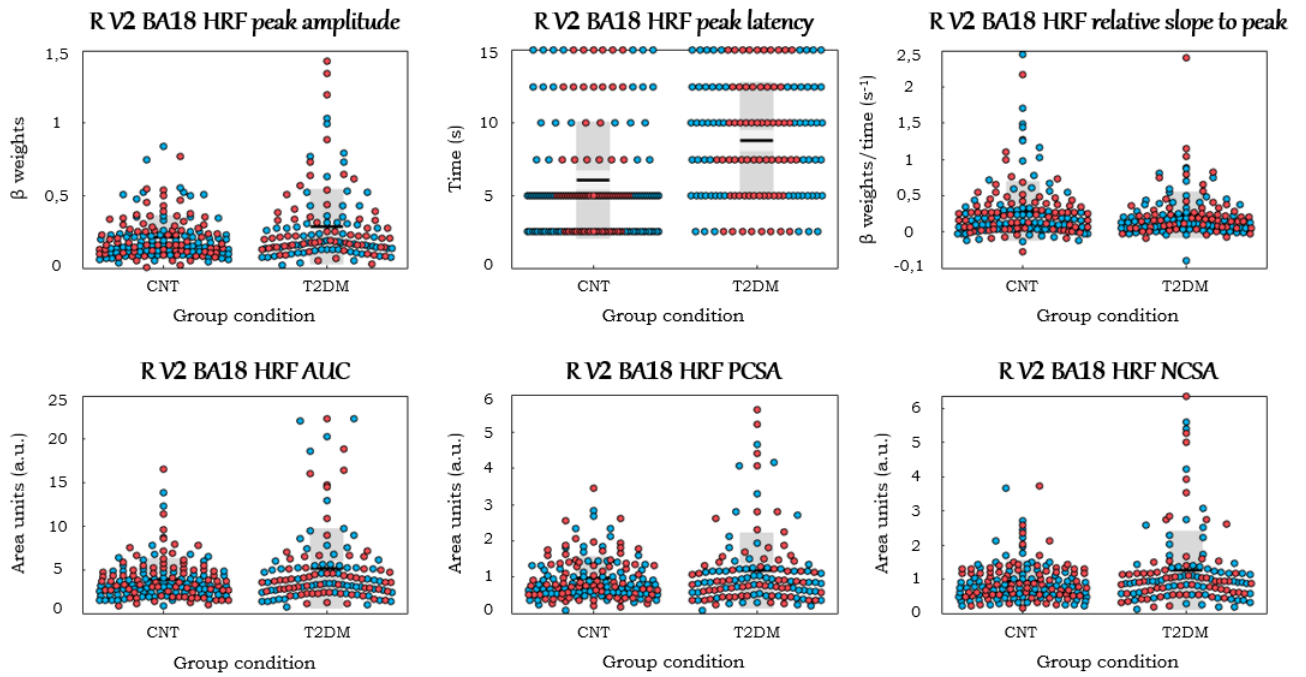 R V2 BA18 HRF peak amplitude
β weights
1,5
1
0,5
0
CNT
T2DM
Group condition
R V2 BA18 HRF peak latency
Time (s)
15
10
5
0
CNT
T2DM
Group condition
R V2 BA18 HRF relative slope to peak
β weights/time (s⁻¹)
2,5
2
1,5
1
0,5
0
-0,1
CNT
T2DM
Group condition
R V2 BA18 HRF AUC
Area units (a.u.)
25
20
15
10
5
0
CNT
T2DM
Group condition
R V2 BA18 HRF PCSA
Area units (a.u.)
6
5
4
3
2
1
0
CNT
T2DM
Group condition
R V2 BA18 HRF NCSA
Area units (a.u.)
6
5
4
3
2
1
0
CNT
T2DM
Group condition